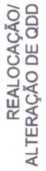 REALOCAÇÃO/
ALTERAÇÃO DE QDD